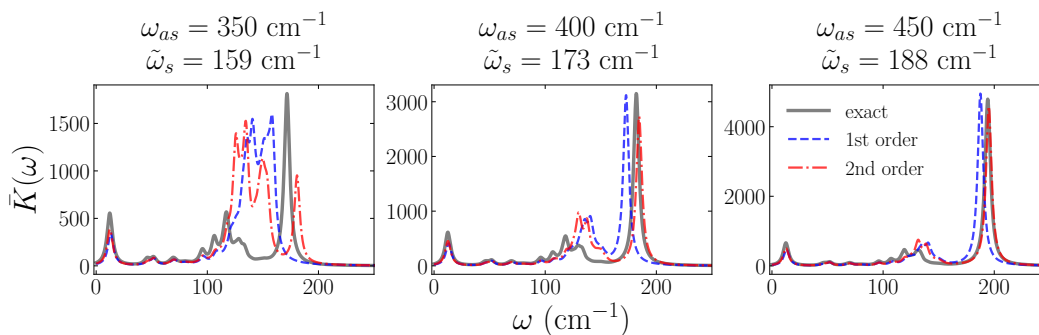 ω_as = 350 cm⁻¹
ω̃_s = 159 cm⁻¹
ω_as = 400 cm⁻¹
ω̃_s = 173 cm⁻¹
ω_as = 450 cm⁻¹
ω̃_s = 188 cm⁻¹
K̄(ω)
1500
1000
500
0
0 100 200
3000
2000
1000
0
0 100 200
4000
2000
0
0 100 200
exact
1st order
2nd order
ω (cm⁻¹)